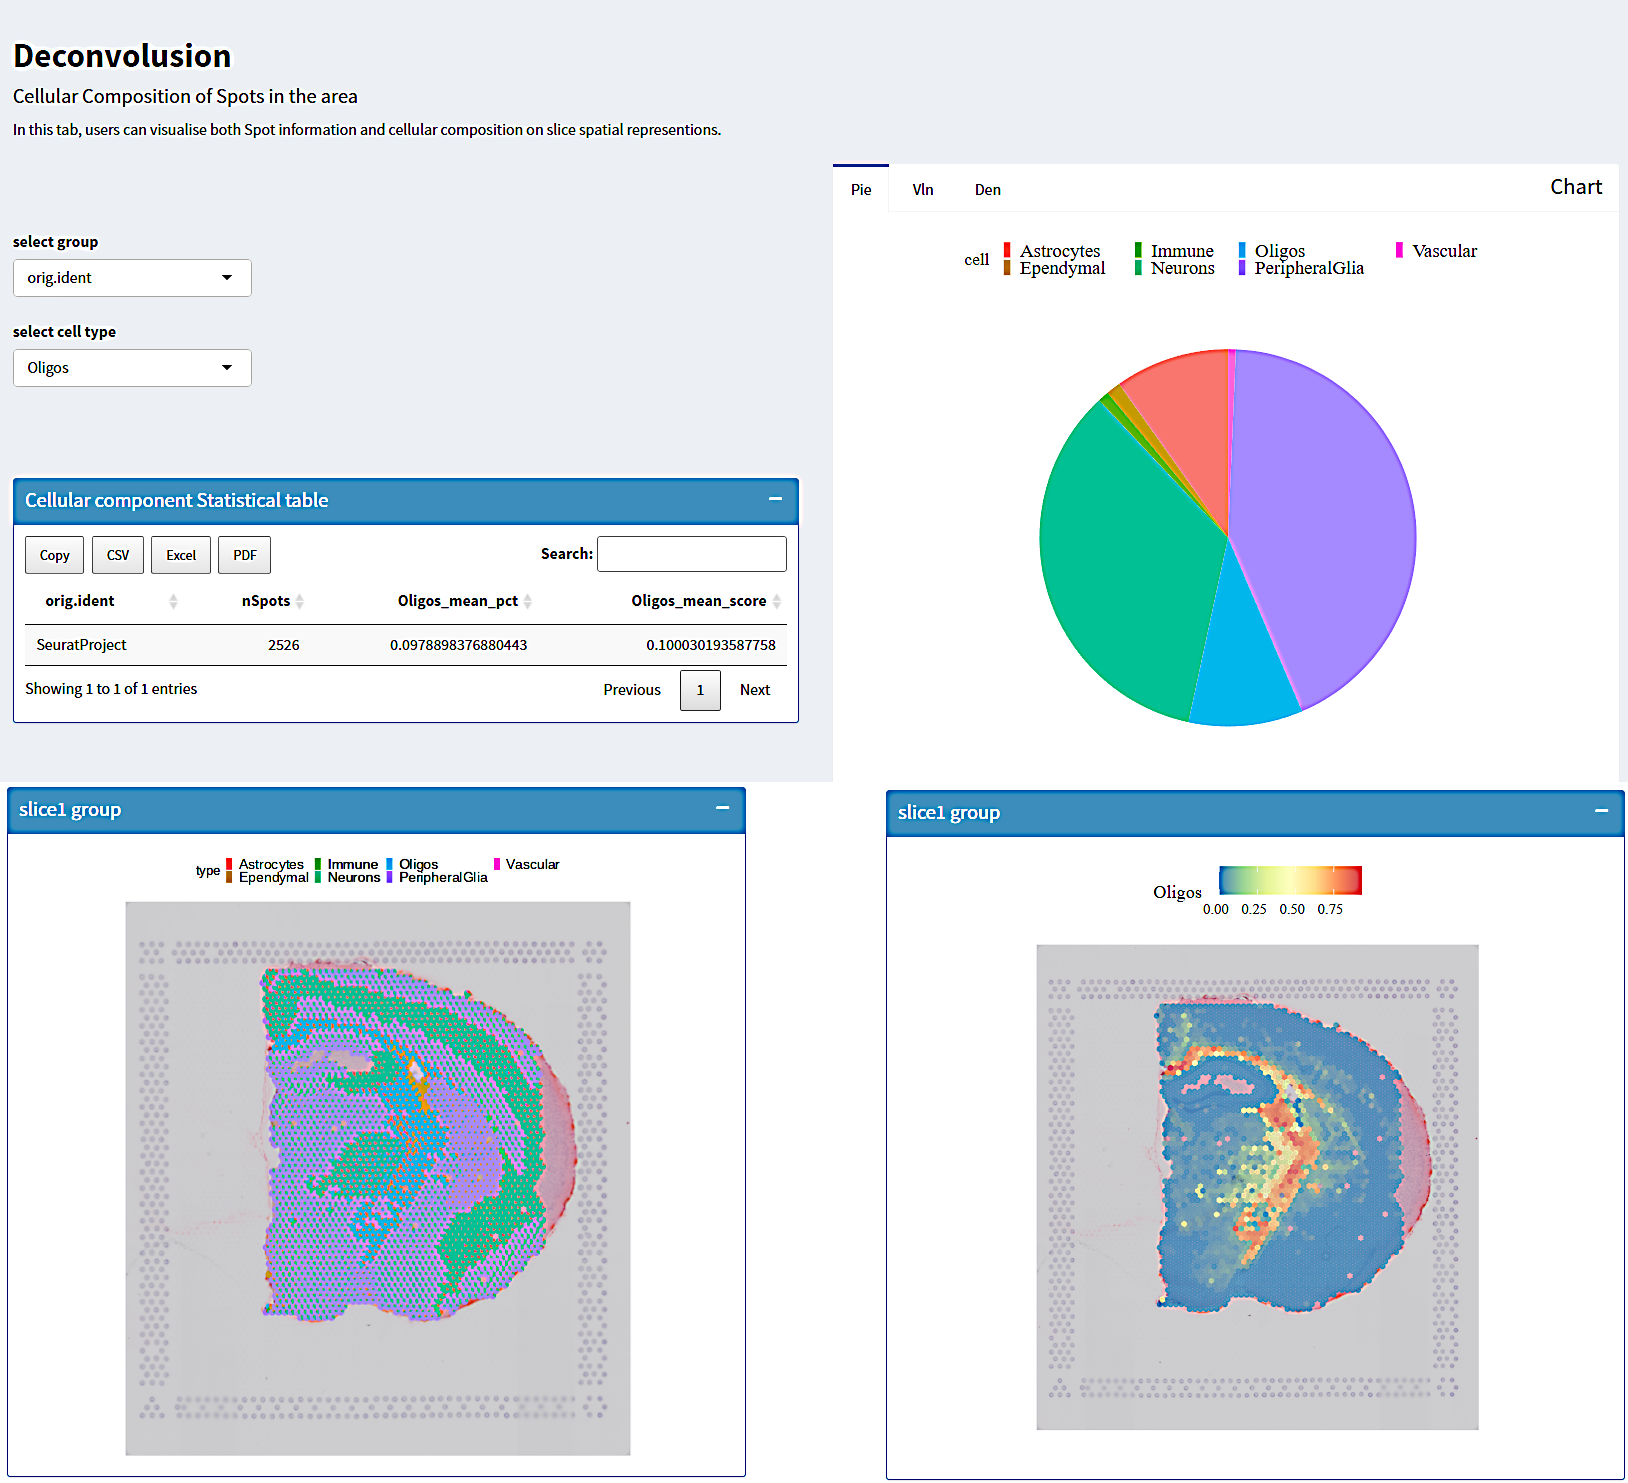 Deconvolusion
Cellular Composition of Spots in the area
In this tab, users can visualise both Spot information and cellular composition on slice spatial representions.
select group
orig.ident
select cell type
Oligos
Cellular component Statistical table
Copy CSV Excel PDF Search:
orig.ident nSpots Oligos_mean_pct Oligos_mean_score
SeuratProject 2526 0.0978898376880443 0.100030193587758
Showing 1 to 1 of 1 entries Previous 1 Next
Pie Vln Den Chart
cell Astrocytes Immune Oligos Vascular
Ependymal Neurons PeripheralGlia
slice1 group
type Astrocytes Immune Oligos Vascular
Ependymal Neurons PeripheralGlia
slice1 group
Oligos
0.00 0.25 0.50 0.75